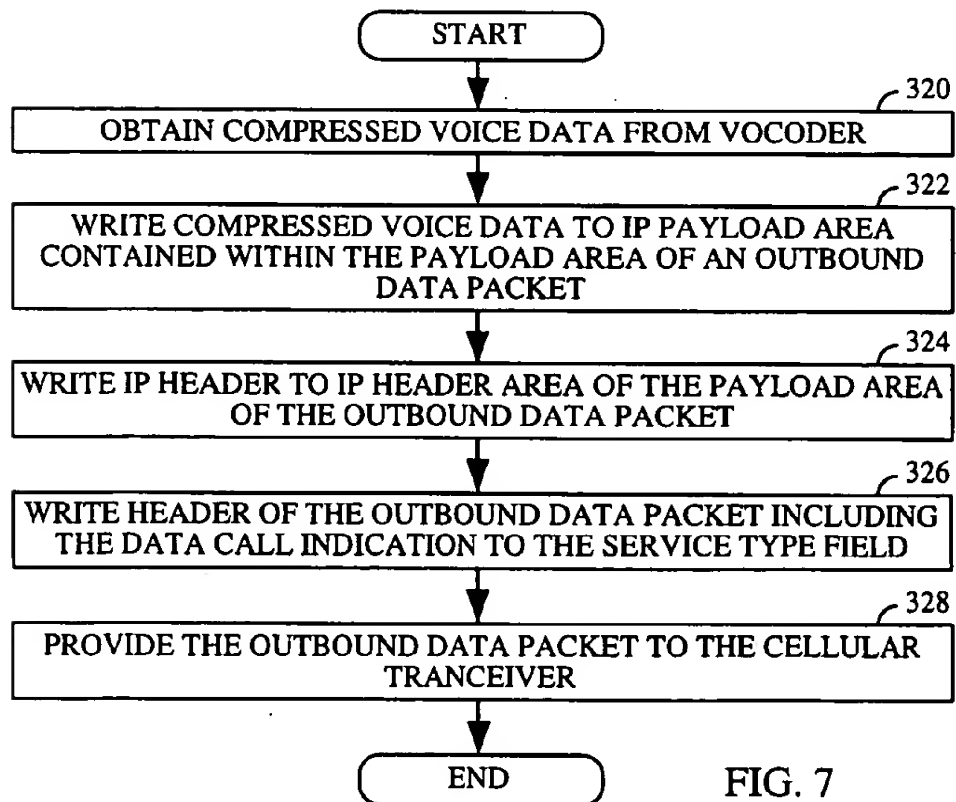 START
320
OBTAIN COMPRESSED VOICE DATA FROM VOCODER
322
WRITE COMPRESSED VOICE DATA TO IP PAYLOAD AREA
CONTAINED WITHIN THE PAYLOAD AREA OF AN OUTBOUND
DATA PACKET
324
WRITE IP HEADER TO IP HEADER AREA OF THE PAYLOAD AREA
OF THE OUTBOUND DATA PACKET
326
WRITE HEADER OF THE OUTBOUND DATA PACKET INCLUDING
THE DATA CALL INDICATION TO THE SERVICE TYPE FIELD
328
PROVIDE THE OUTBOUND DATA PACKET TO THE CELLULAR
TRANCEIVER
END
FIG. 7